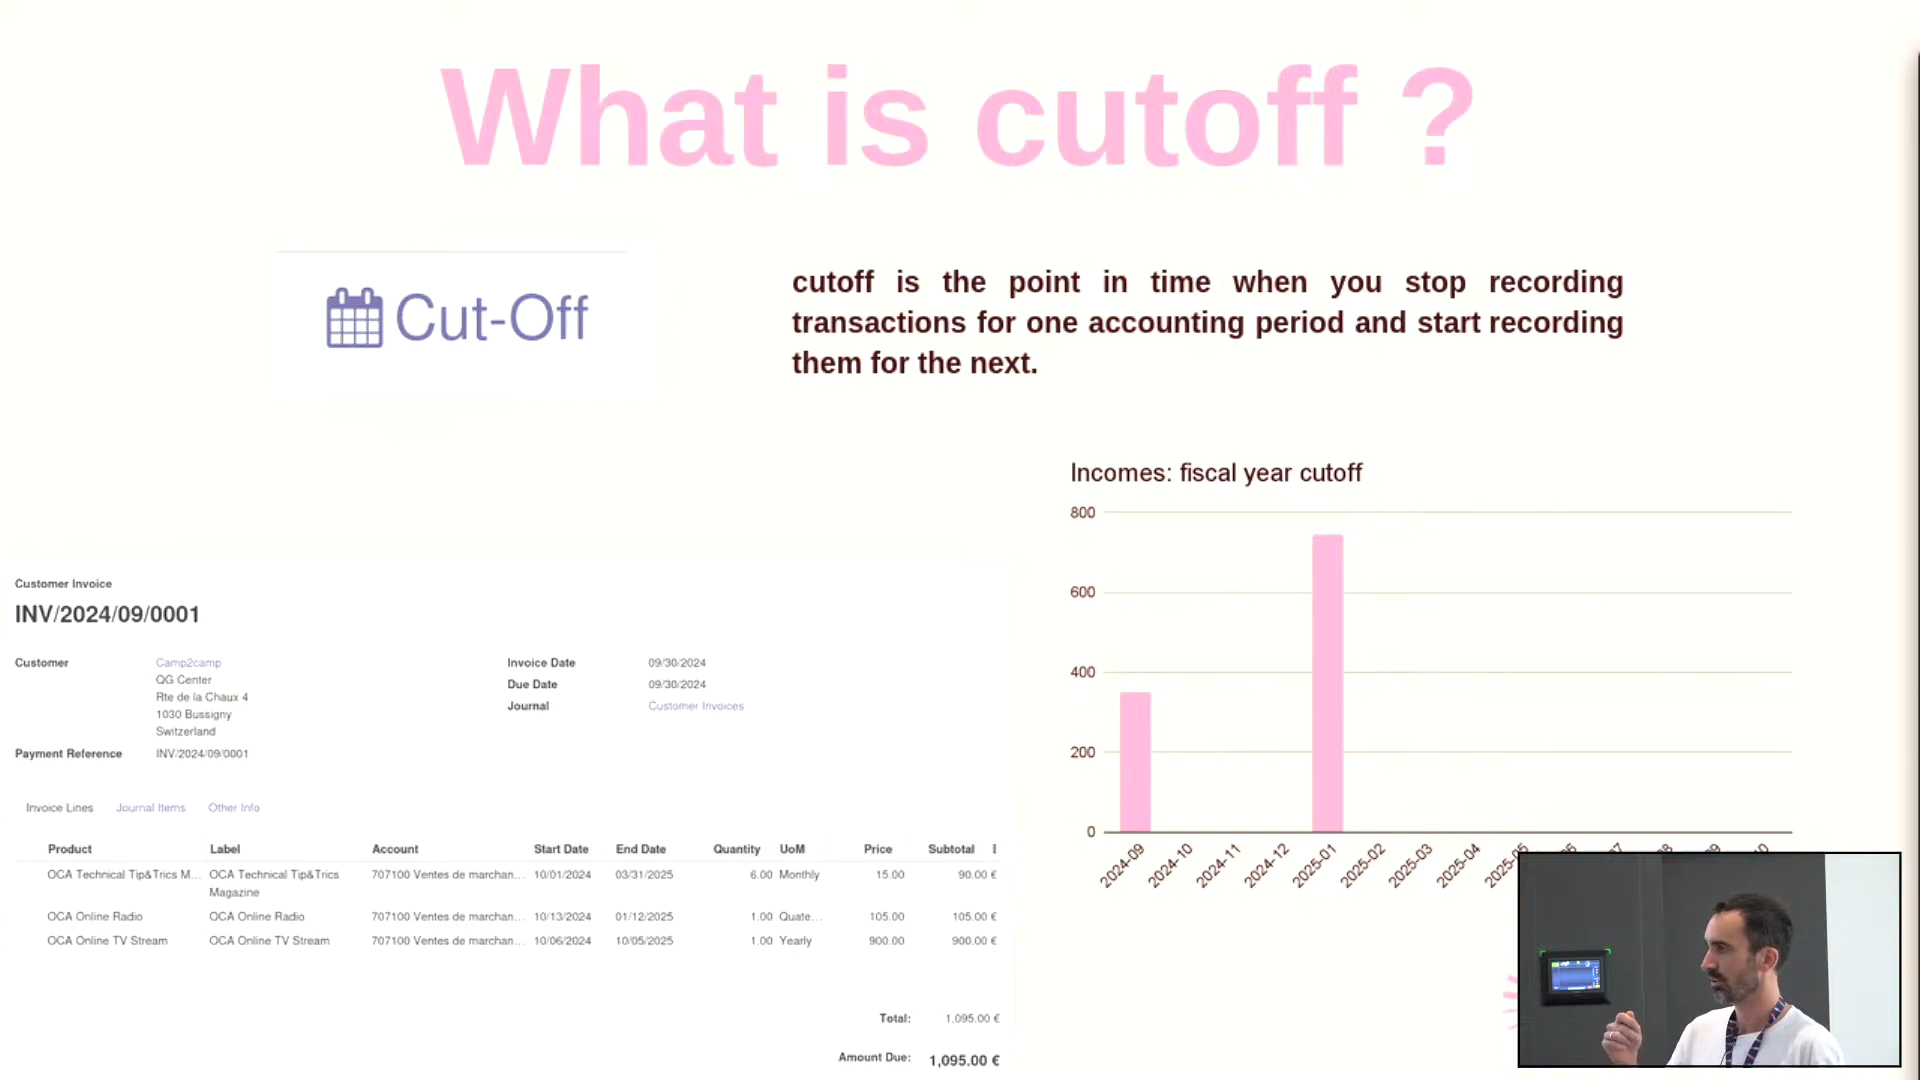 What is cutoff ?
Cut-Off
cutoff is the point in time when you stop recording
transactions for one accounting period and start recording
them for the next.
Incomes: fiscal year cutoff
800
600
400
200
0
2024-09 2024-10 2024-11 2024-12 2025-01 2025-02 2025-03 2025-04 2025-05
Customer Invoice
INV/2024/09/0001
Customer Camp2camp
QG Center
Rte de la Chaux 4
1030 Bussigny
Switzerland
Payment Reference INV/2024/09/0001
Invoice Date 09/30/2024
Due Date 09/30/2024
Journal Customer Invoices
Invoice Lines Journal Items Other Info
Product Label Account Start Date End Date Quantity UoM Price Subtotal
OCA Technical Tip&Trics M... OCA Technical Tip&Trics 707100 Ventes de marchan... 10/01/2024 03/31/2025 6.00 Monthly 15.00 90.00 €
Magazine
OCA Online Radio OCA Online Radio 707100 Ventes de marchan... 10/13/2024 01/12/2025 1.00 Quate... 105.00 105.00 €
OCA Online TV Stream OCA Online TV Stream 707100 Ventes de marchan... 10/06/2024 10/05/2025 1.00 Yearly 900.00 900.00 €
Total: 1,095.00 €
Amount Due: 1,095.00 €